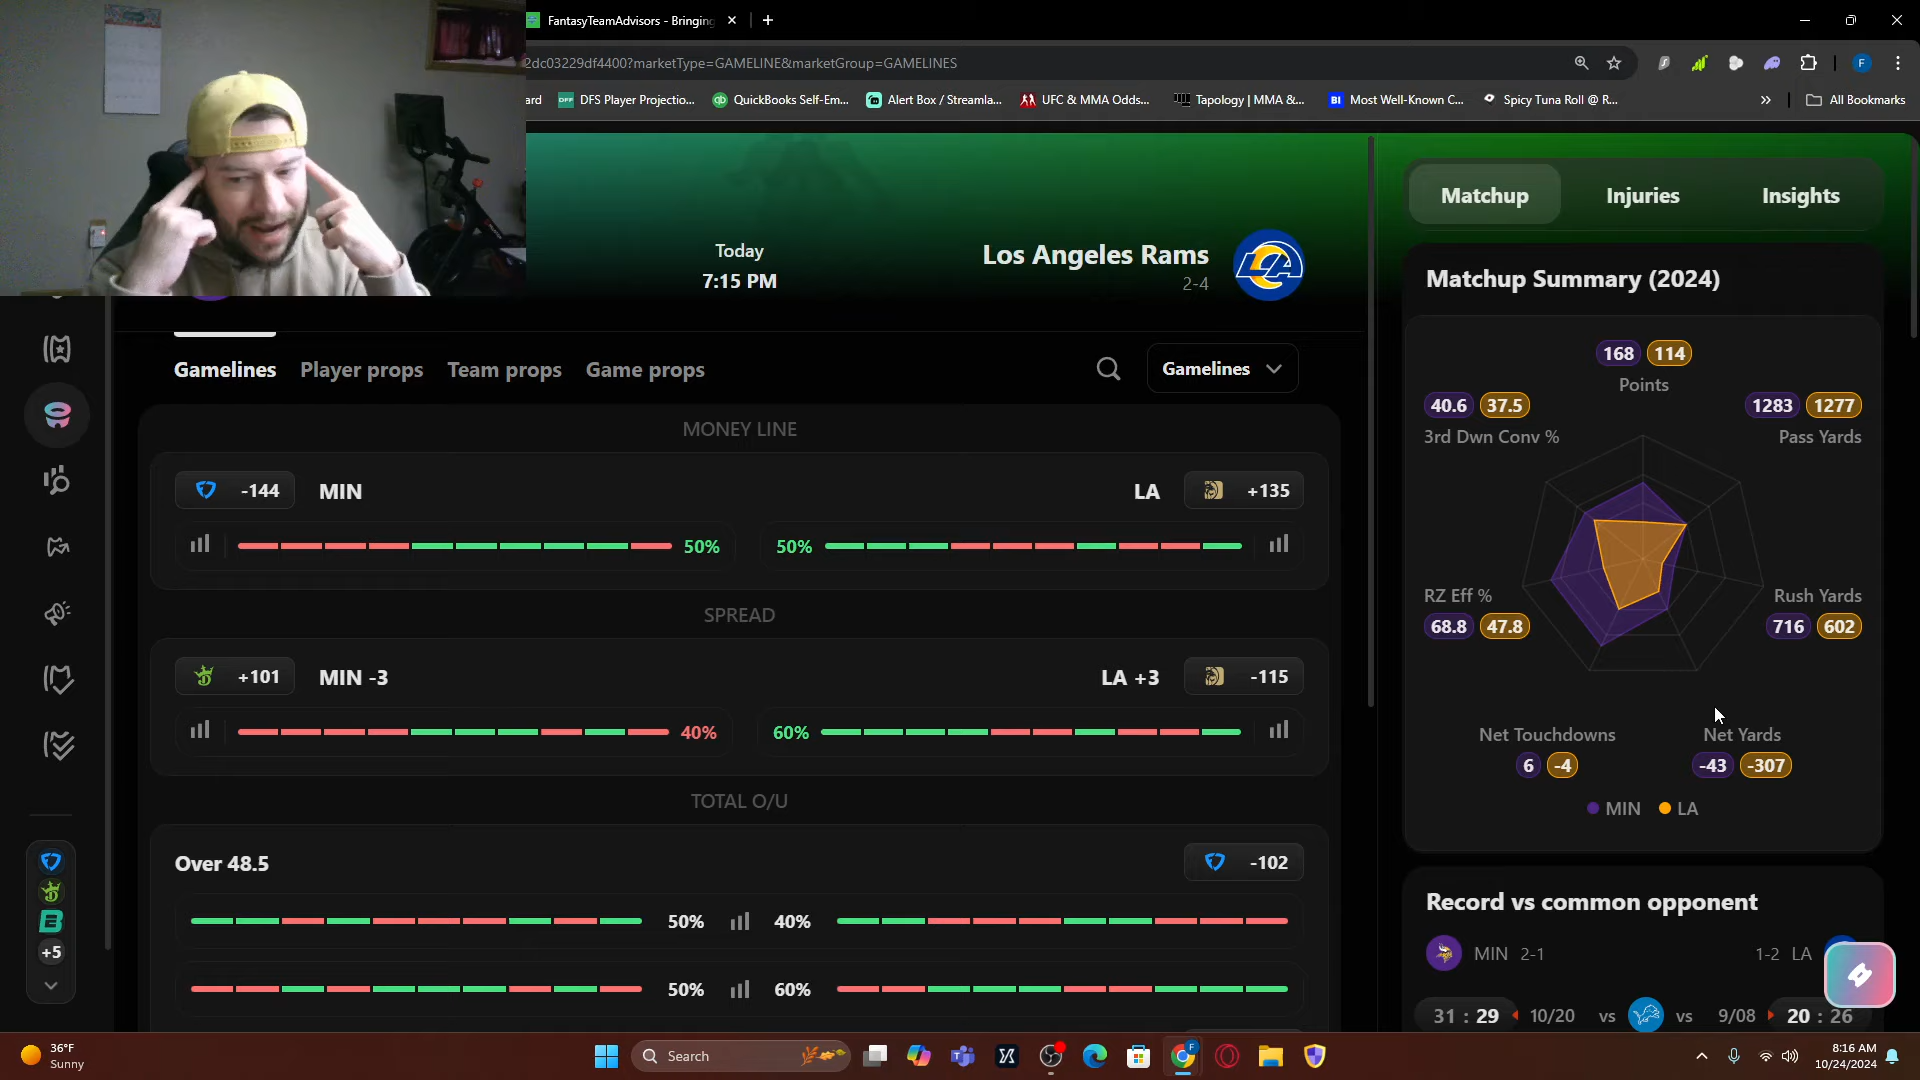 FantasyTeamAdvisors - Bringing
2dc03229df4400?marketType=GAMELINE&marketGroup=GAMELINES
F
ard
DFF DFS Player Projectio...
QuickBooks Self-Em...
Alert Box / Streamla...
UFC & MMA Odds...
Tapology | MMA &...
BI Most Well-Known C...
Spicy Tuna Roll @ R...
All Bookmarks
Today
7:15 PM
Los Angeles Rams
2-4
Matchup Injuries Insights
Gamelines Player props Team props Game props
Gamelines
MONEY LINE
-144 MIN LA +135
50% 50%
SPREAD
+101 MIN -3 LA +3 -115
40% 60%
TOTAL O/U
Over 48.5 -102
50% 40%
50% 60%
+5
Matchup Summary (2024)
168 114
Points
40.6 37.5
3rd Dwn Conv %
1283 1277
Pass Yards
RZ Eff %
68.8 47.8
Rush Yards
716 602
Net Touchdowns
6 -4
Net Yards
-43 -307
MIN LA
Record vs common opponent
MIN 2-1 1-2 LA
31 : 29 10/20 vs vs 9/08 20 : 26
36°F
Sunny
Search
8:16 AM
10/24/2024